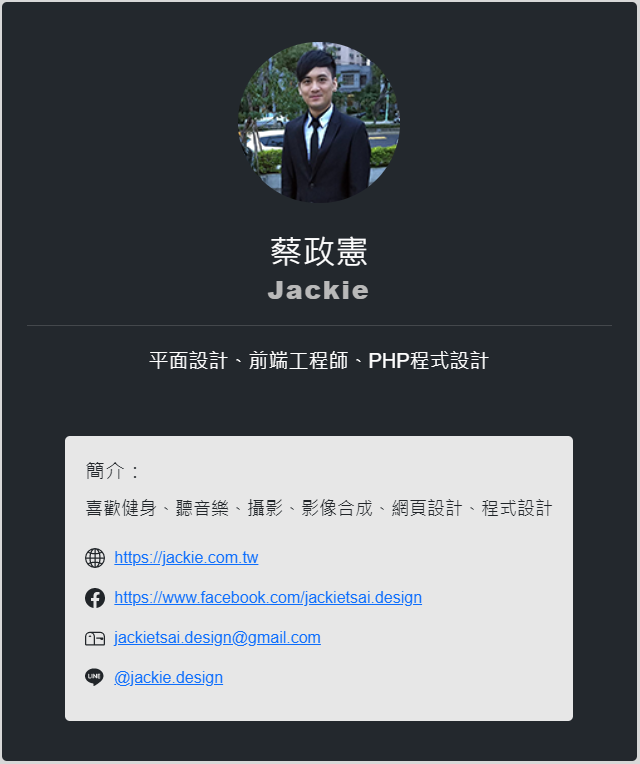 蔡政憲
Jackie
平面設計、前端工程師、PHP程式設計
簡介：
喜歡健身、聽音樂、攝影、影像合成、網頁設計、程式設計
https://jackie.com.tw
https://www.facebook.com/jackietsai.design
jackietsai.design@gmail.com
LINE @jackie.design